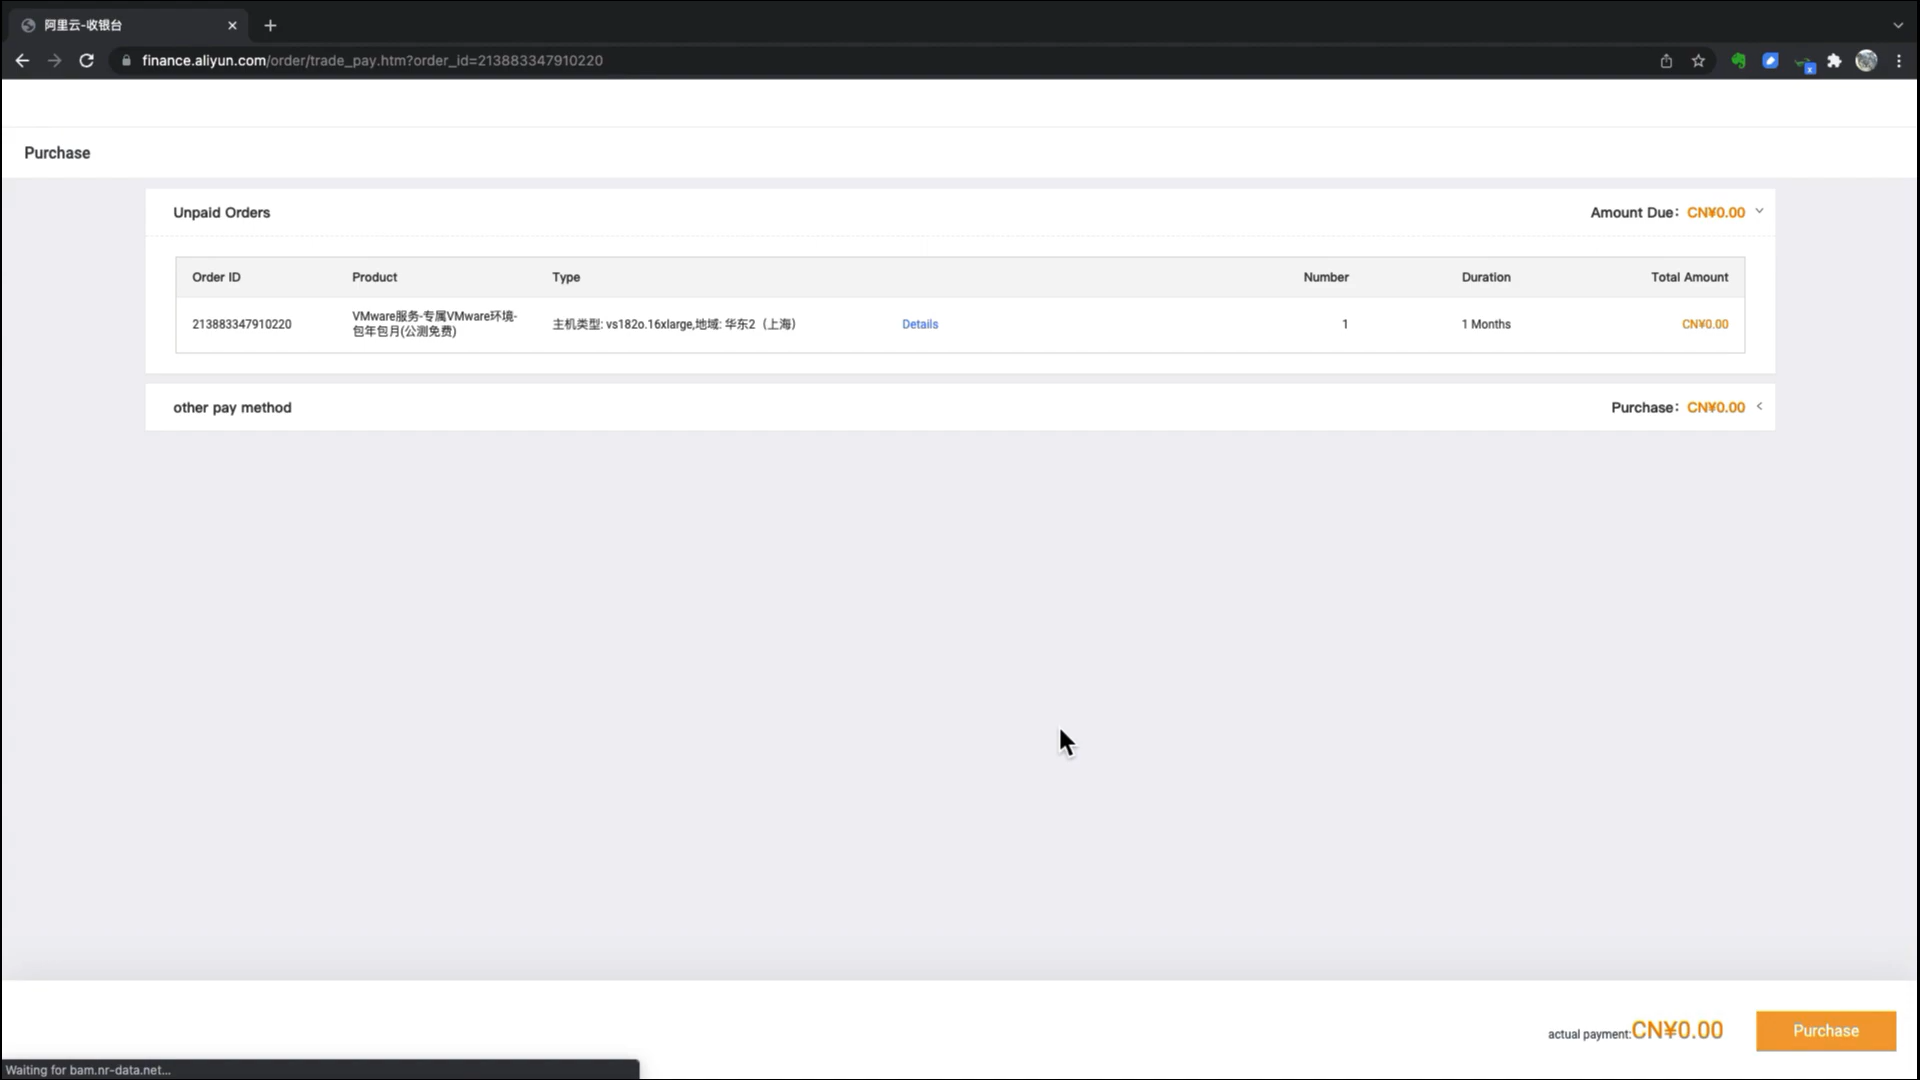 阿里云-收银台
finance.aliyun.com/order/trade_pay.htm?order_id=213883347910220
Purchase
Unpaid Orders
Amount Due: CN¥0.00
Order ID Product Type Number Duration Total Amount
213883347910220
VMware服务-专属VMware环境-
包年包月(公测免费)
主机类型: vs182o.16xlarge,地域: 华东2（上海）
Details
1
1 Months
CN¥0.00
other pay method
Purchase: CN¥0.00
actual payment:CN¥0.00
Purchase
Waiting for bam.nr-data.net...